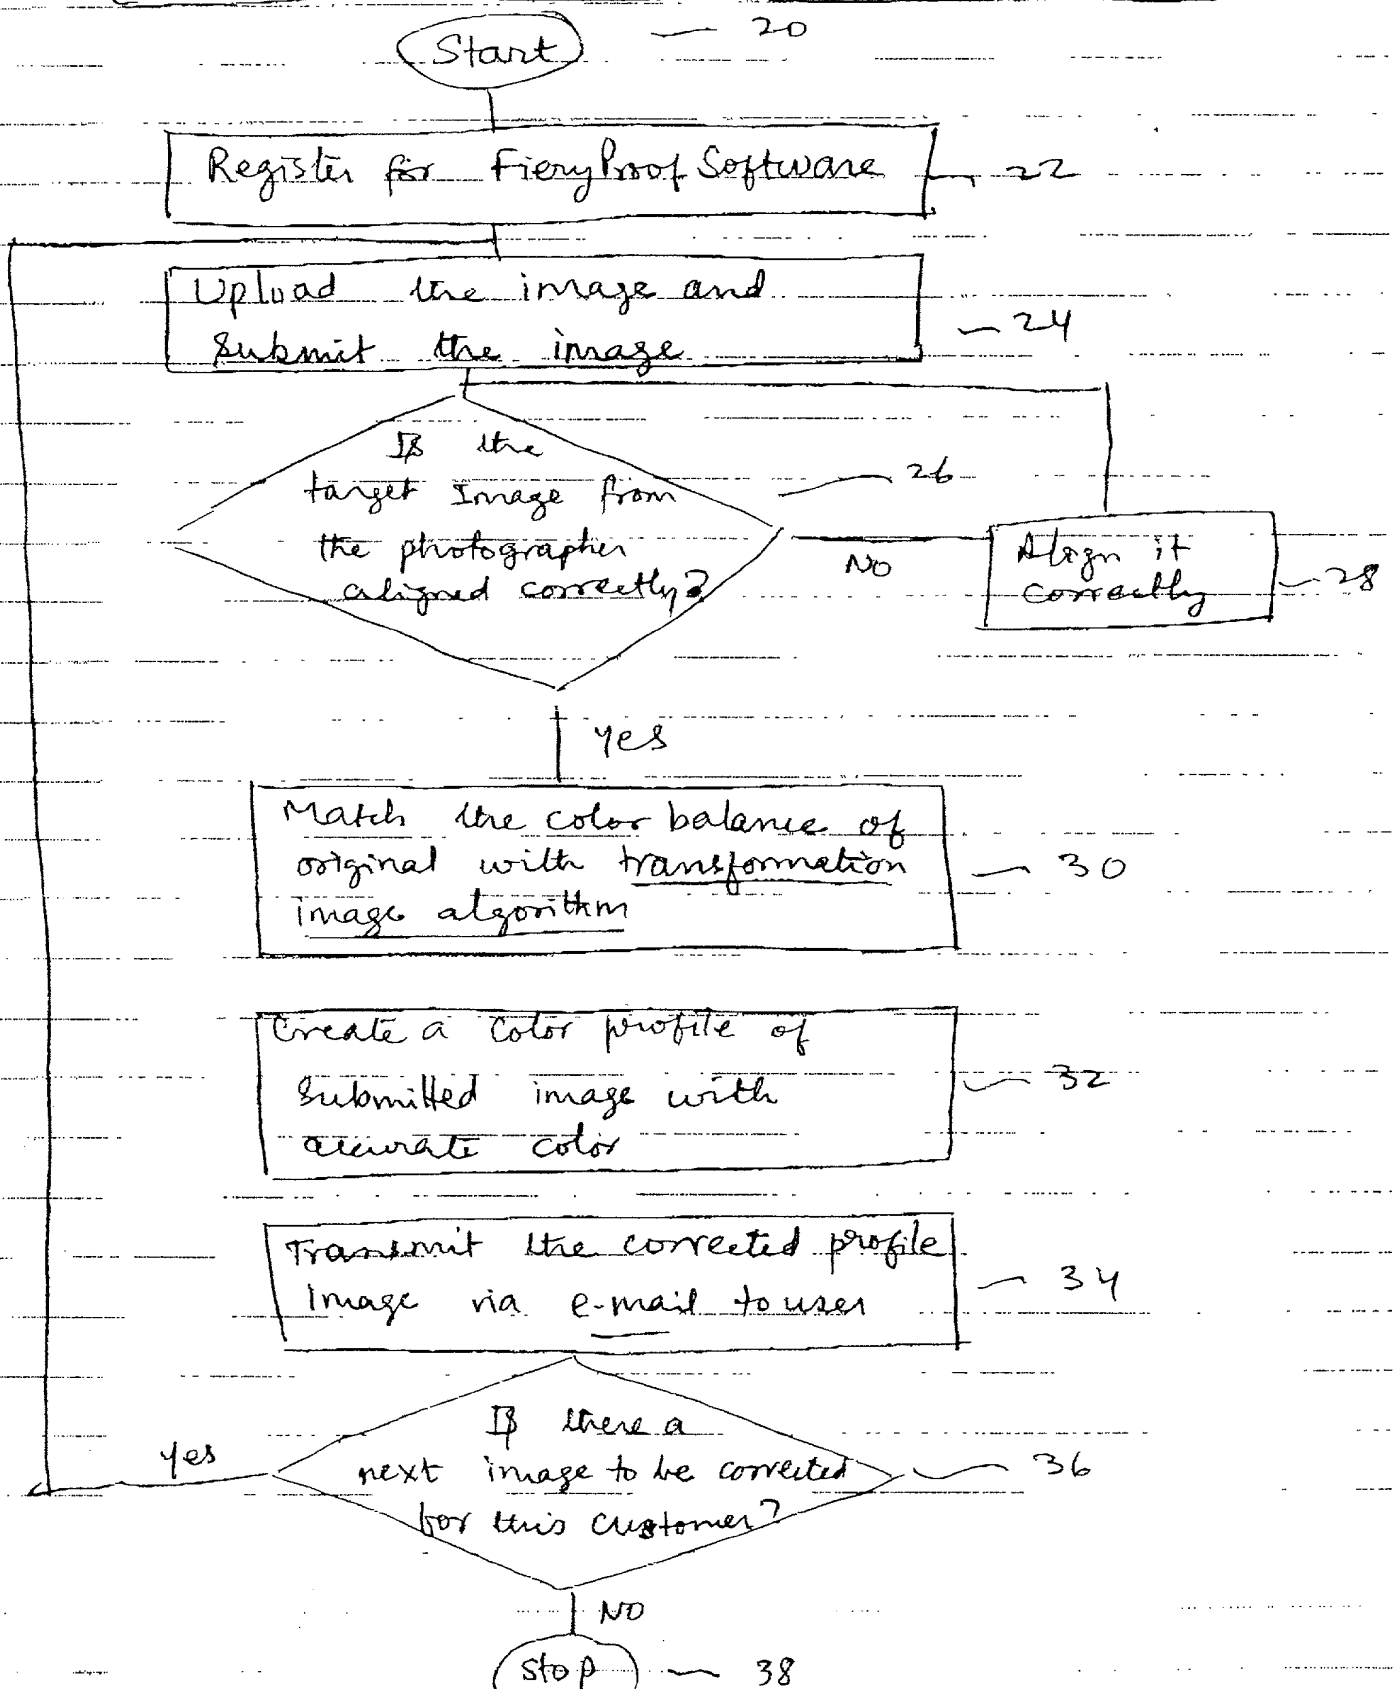 Start 20
Register for FieryProof Software 22
Upload the image and
Submit the image 24
Is the
target Image from 26
the photographer
aligned correctly?
NO
Align it
correctly 28
yes
Match the color balance of
original with transformation 30
image algorithm
Create a color profile of
Submitted image with 32
accurate color
Transmit the corrected profile
Image via e-mail to user 34
Is there a
next image to be corrected 36
for this customer?
yes
NO
Stop 38